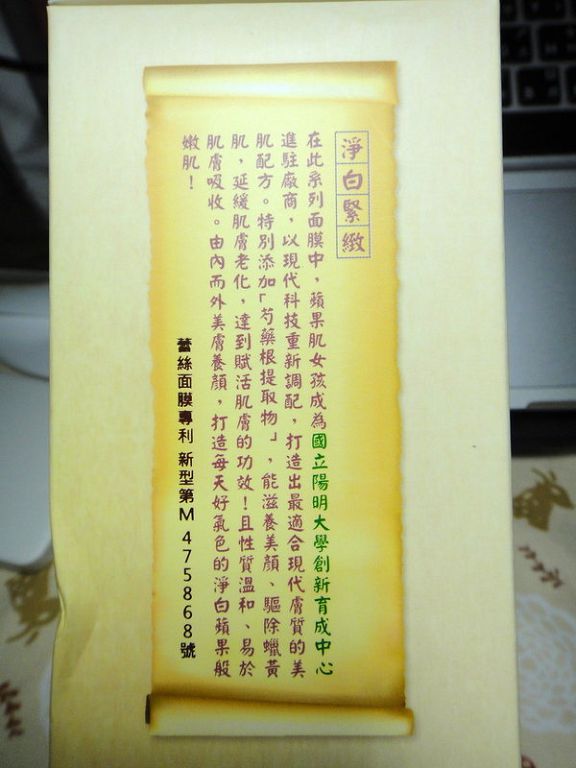 淨白緊緻
在此系列面膜中，蘋果肌女孩成為國立陽明大學創新育成中心
進駐廠商，以現代科技重新調配，打造出最適合現代膚質的美
肌配方。特別添加「芍藥根提取物」，能滋養美顏、驅除蠟黃
肌，延緩肌膚老化，達到賦活肌膚的功效！且性質溫和、易於
肌膚吸收。由內而外美膚養顏，打造每天好氣色的淨白蘋果般
嫩肌！
蕾絲面膜專利 新型第M 475868號